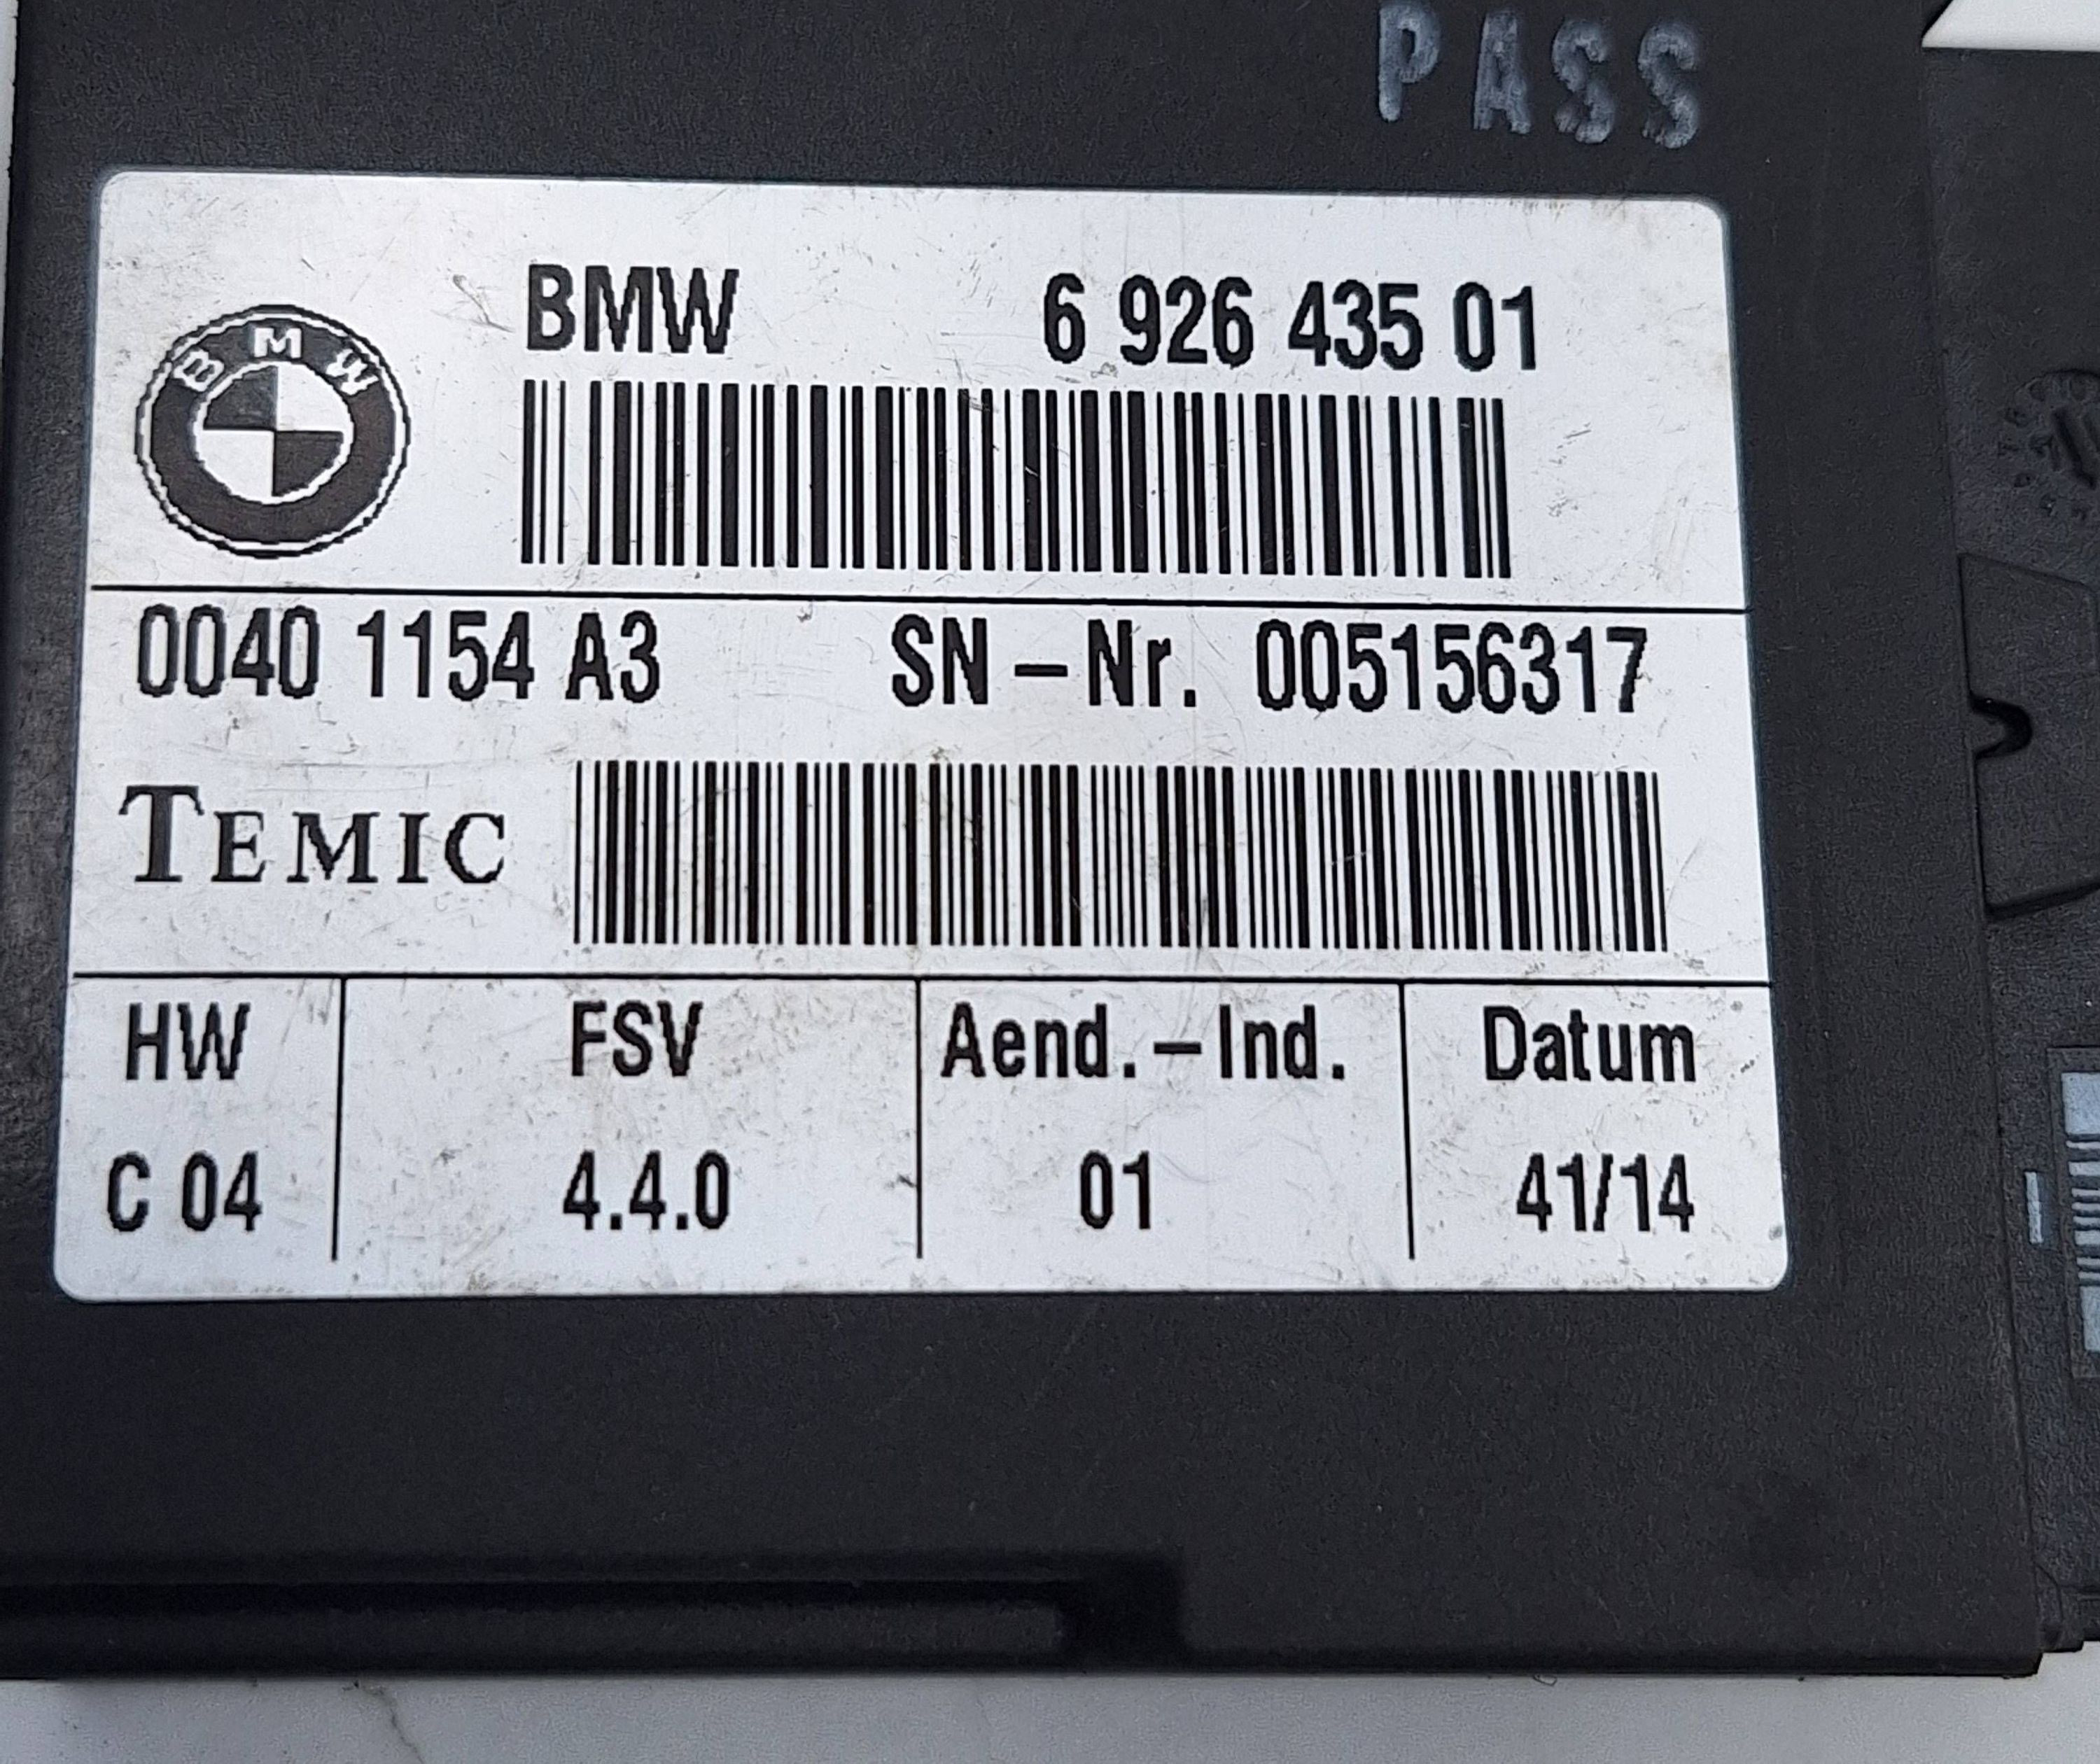 PASS
BMW 6 926 435 01
BMW
0040 1154 A3 SN-Nr. 005156317
TEMIC
HW FSV Aend.-Ind. Datum
C 04 4.4.0 01 41/14